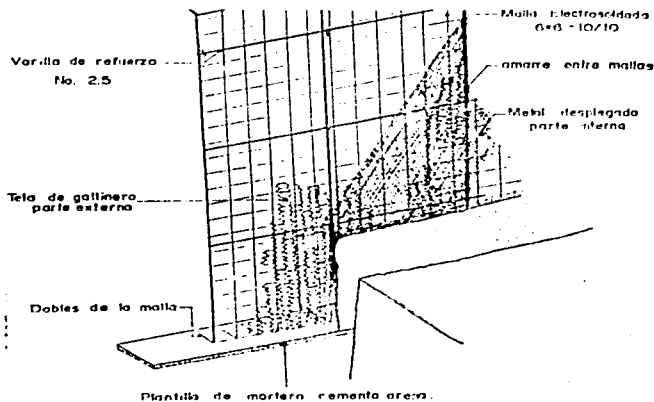 Malla Electrosoldada
6x6-10/10
Varilla de refuerzo
No. 2.5
amarre entre mallas
Metal desplegado
parte interna
Tela de gallinero
parte externa
Dobles de la malla
Plantilla de mortero cemento arena.